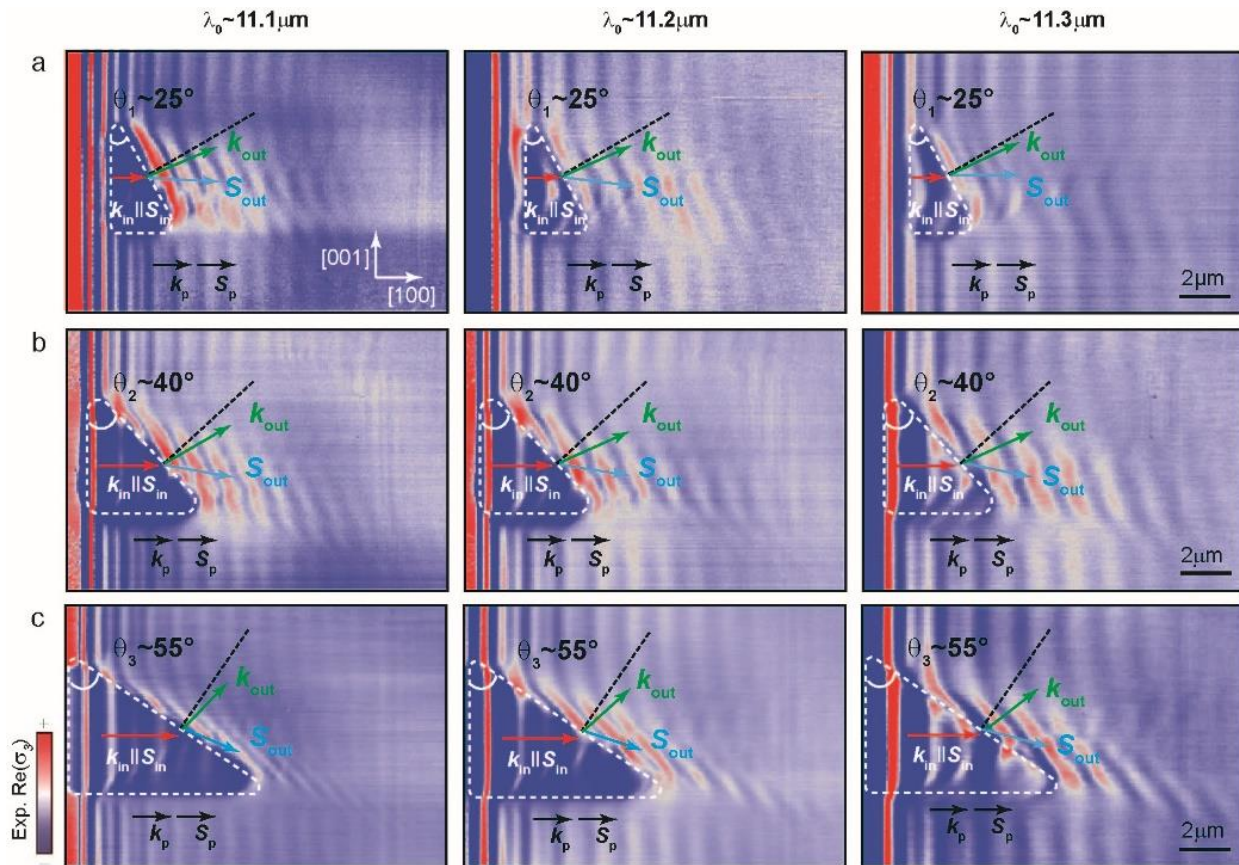 λ₀~11.1μm
λ₀~11.2μm
λ₀~11.3μm
a
θ₁~25°
k_out
S_out
k_in||S_in
[001]
[100]
k_p S_p
θ₁~25°
k_out
S_out
k_in||S_in
k_p S_p
θ₁~25°
k_out
S_out
k_in||S_in
k_p S_p
2μm
b
θ₂~40°
k_out
S_out
k_in||S_in
k_p S_p
θ₂~40°
k_out
S_out
k_in||S_in
k_p S_p
θ₂~40°
k_out
S_out
k_in||S_in
k_p S_p
2μm
c
θ₃~55°
k_out
S_out
k_in||S_in
k_p S_p
θ₃~55°
k_out
S_out
k_in||S_in
k_p S_p
θ₃~55°
k_out
S_out
k_in||S_in
k_p S_p
2μm
Exp. Re(σ₃)
+
−